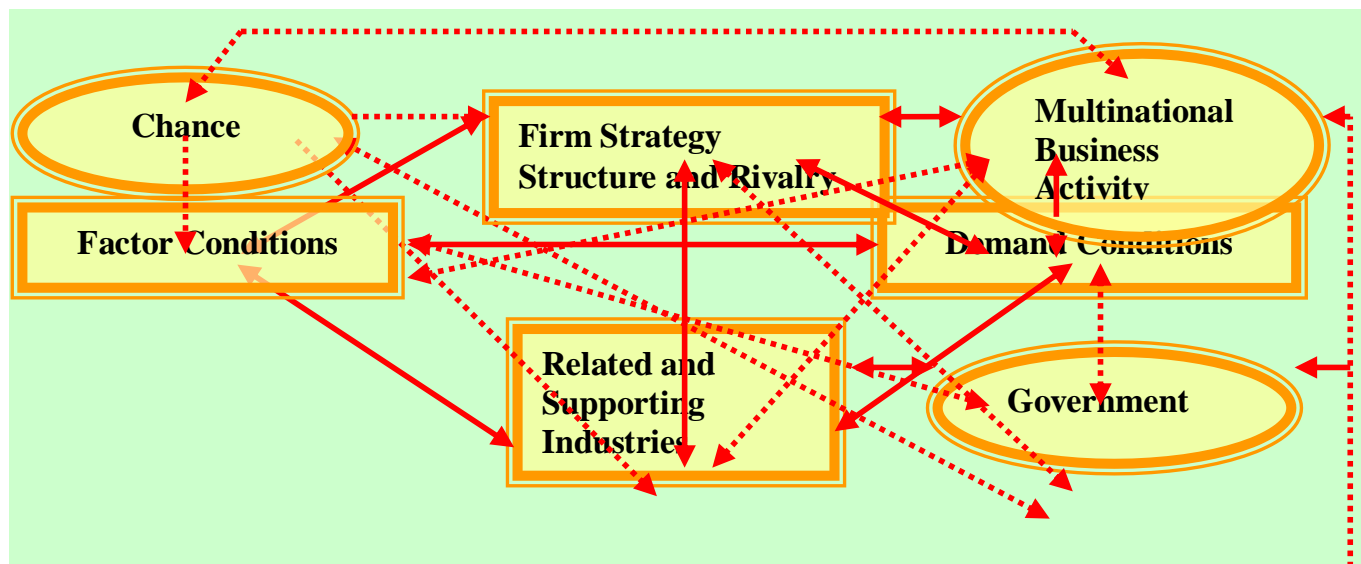 Chance
Firm Strategy
Structure and Rivalry
Multinational
Business
Activity
Factor Conditions
Demand Conditions
Related and
Supporting
Industries
Government